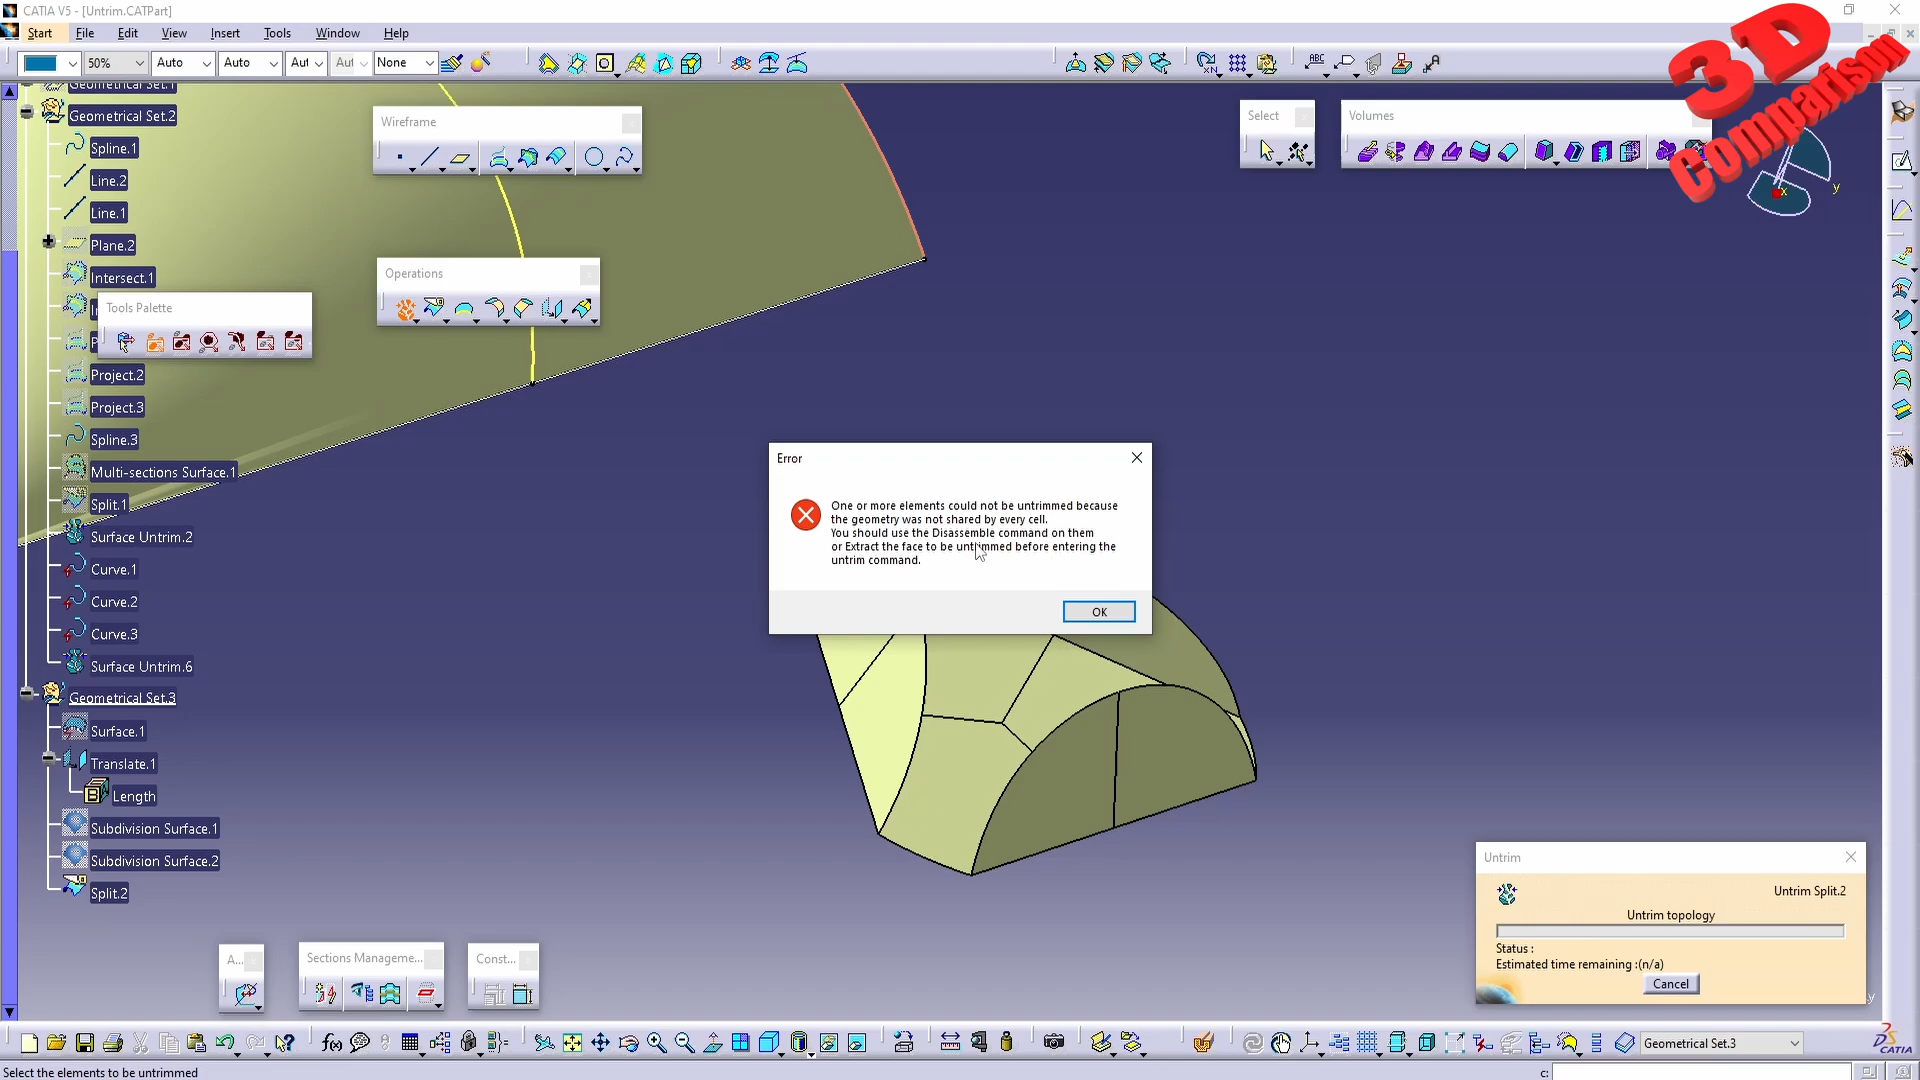 CATIA V5 - [Untrim.CATPart]
Start File Edit View Insert Tools Window Help
50% Auto Auto Aut Aut None
3D Comparison
Geometrical Set.1
Geometrical Set.2
Spline.1
Line.2
Line.1
Plane.2
Intersect.1
Project.2
Project.3
Spline.3
Multi-sections Surface.1
Split.1
Surface Untrim.2
Curve.1
Curve.2
Curve.3
Surface Untrim.6
Geometrical Set.3
Surface.1
Translate.1
Length
Subdivision Surface.1
Subdivision Surface.2
Split.2
Tools Palette
Wireframe
Operations
Select
Volumes
x
y
Error
One or more elements could not be untrimmed because
the geometry was not shared by every cell.
You should use the Disassemble command on them
or Extract the face to be untrimmed before entering the
untrim command.
OK
Untrim
Untrim Split.2
Untrim topology
Status :
Estimated time remaining :(n/a)
Cancel
A...
Sections Manageme...
Const...
f(x)
Geometrical Set.3
CATIA
Select the elements to be untrimmed
c: